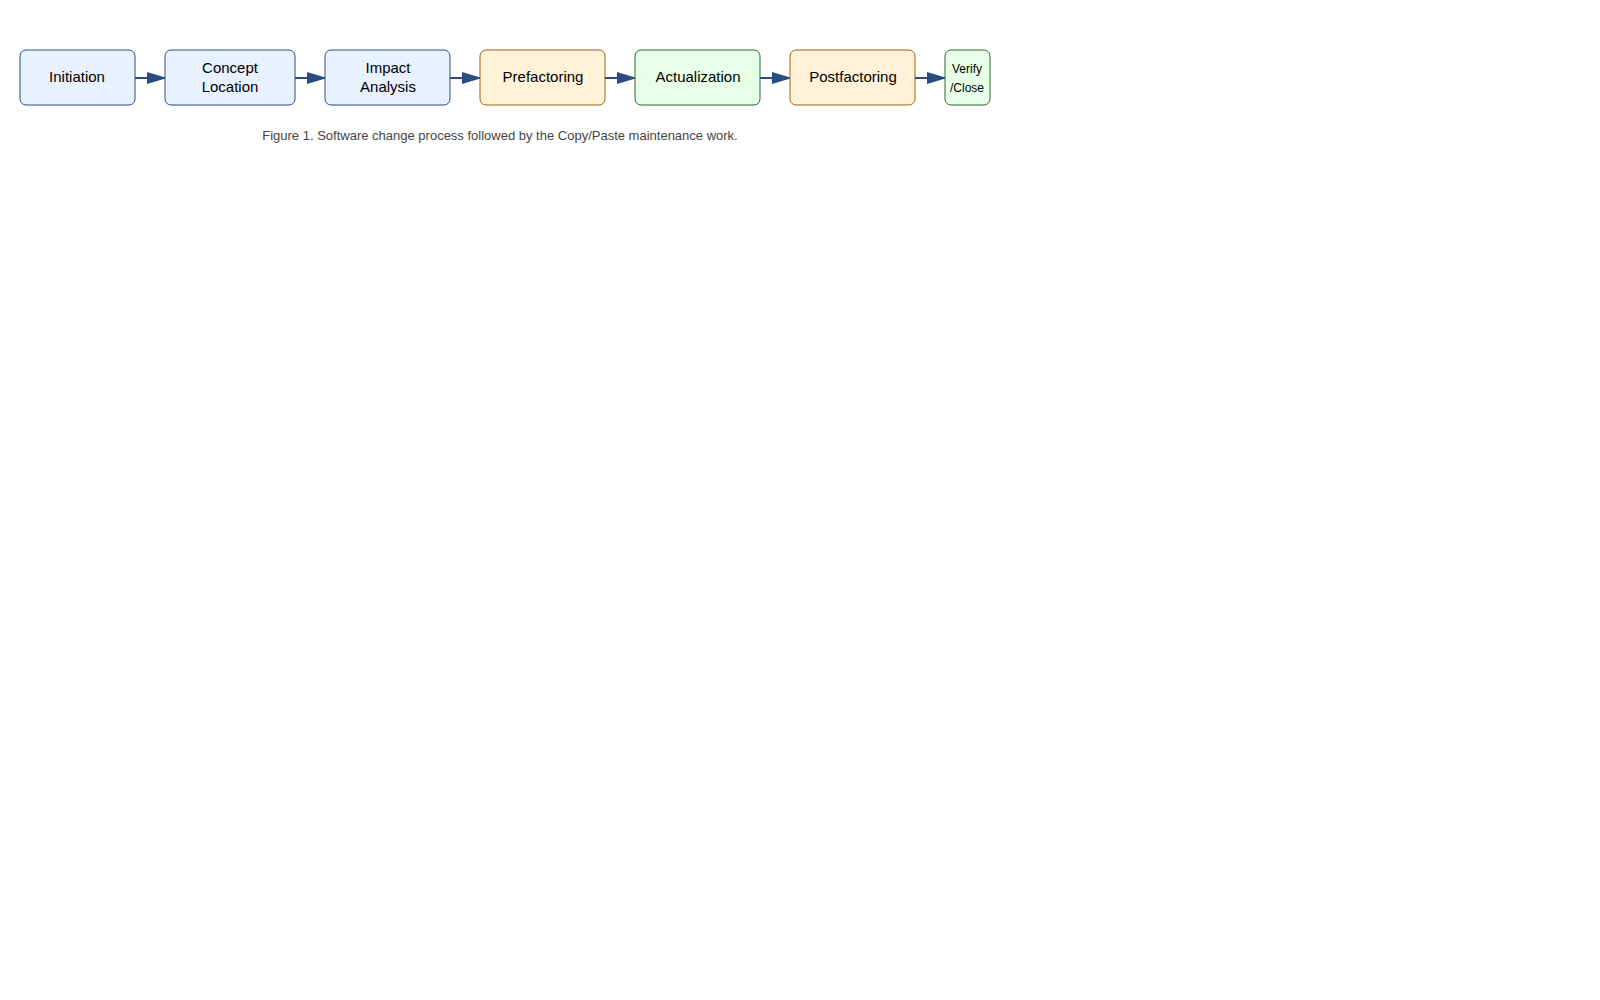 Initiation
Concept
Location
Impact
Analysis
Prefactoring
Actualization
Postfactoring
Verify
/Close
Figure 1. Software change process followed by the Copy/Paste maintenance work.